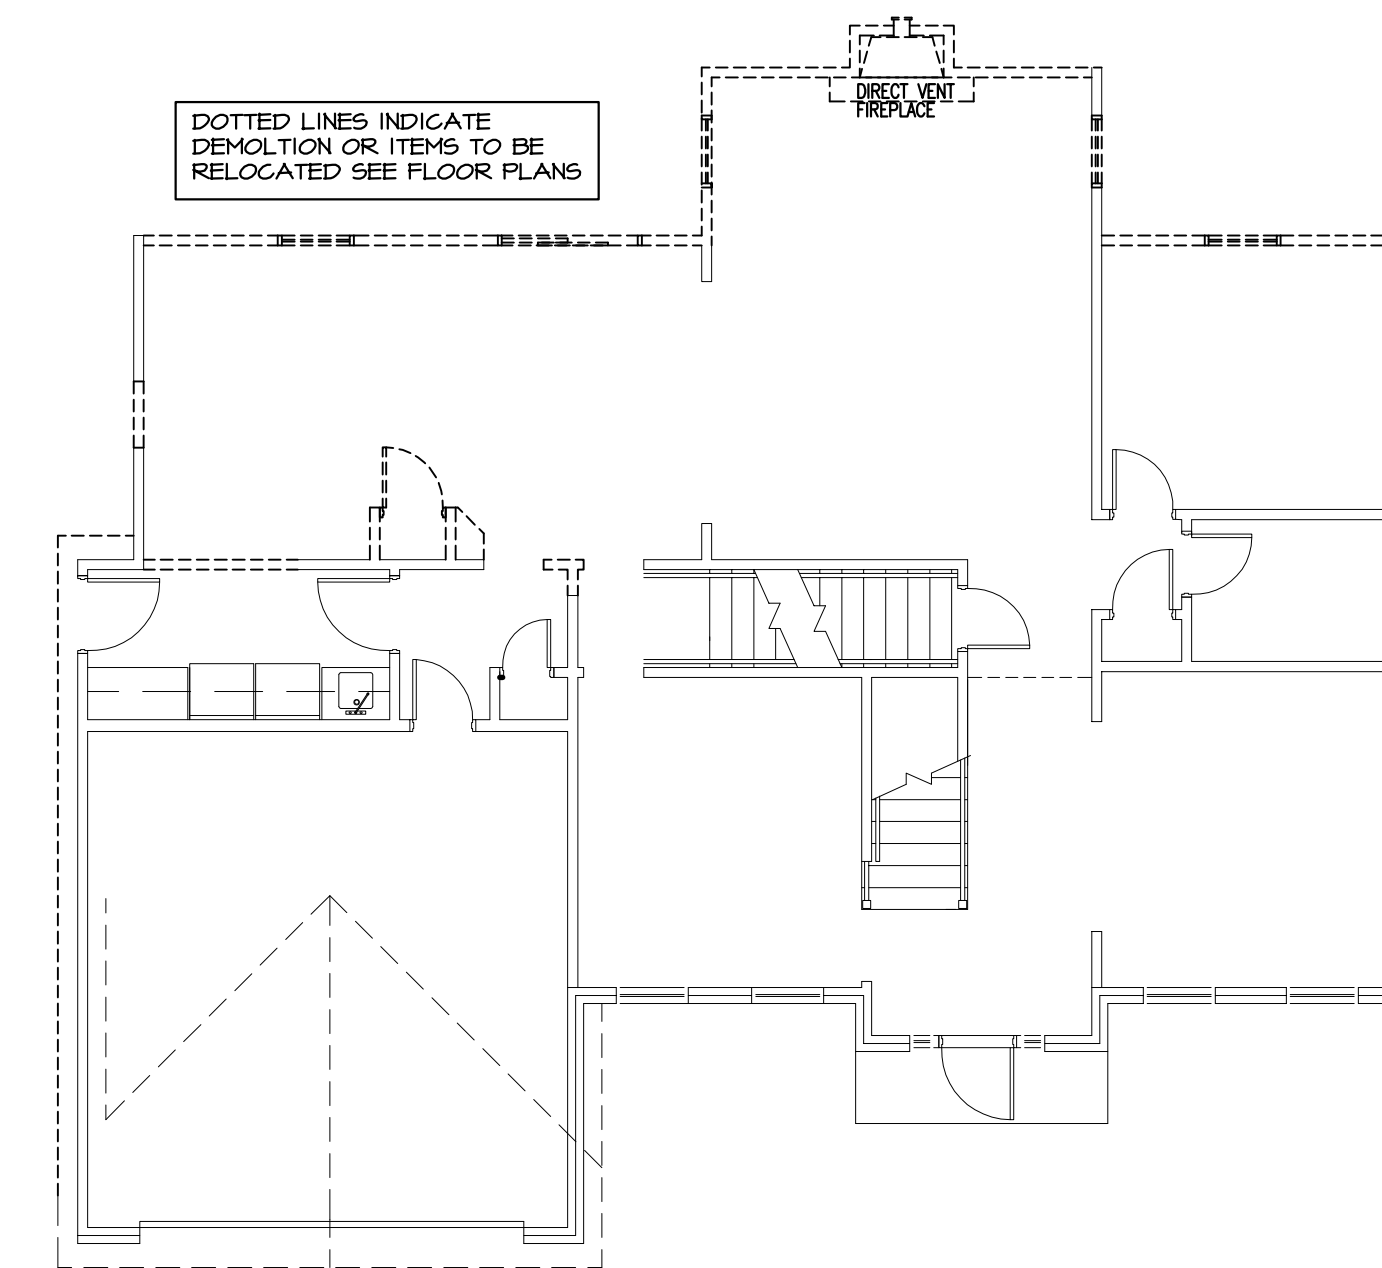 DOTTED LINES INDICATE
DEMOLTION OR ITEMS TO BE
RELOCATED SEE FLOOR PLANS
DIRECT VENT
FIREPLACE